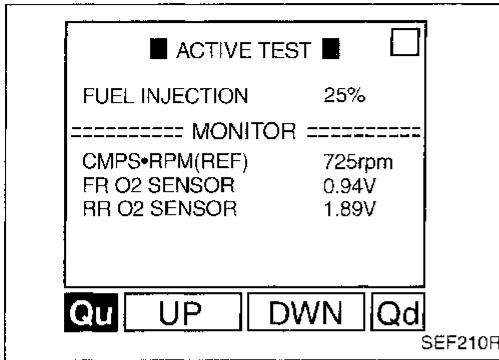 ■ ACTIVE TEST ■ □
FUEL INJECTION 25%
========= MONITOR =========
CMPS•RPM(REF) 725rpm
FR O2 SENSOR 0.94V
RR O2 SENSOR 1.89V
Qu UP DWN Qd
SEF210R